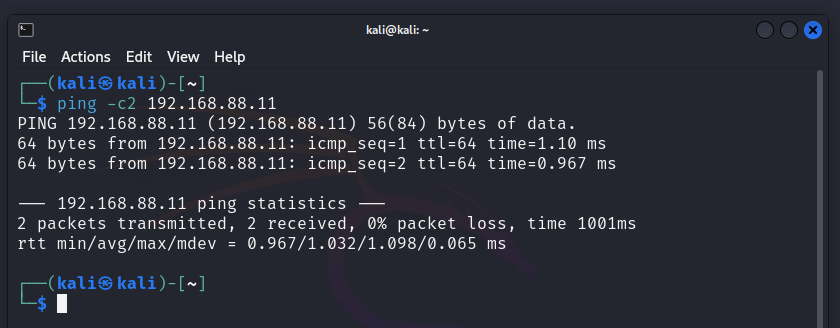 kali@kali: ~
File Actions Edit View Help
┌──(kali㉿kali)-[~]
└─$ ping -c2 192.168.88.11
PING 192.168.88.11 (192.168.88.11) 56(84) bytes of data.
64 bytes from 192.168.88.11: icmp_seq=1 ttl=64 time=1.10 ms
64 bytes from 192.168.88.11: icmp_seq=2 ttl=64 time=0.967 ms
--- 192.168.88.11 ping statistics ---
2 packets transmitted, 2 received, 0% packet loss, time 1001ms
rtt min/avg/max/mdev = 0.967/1.032/1.098/0.065 ms
┌──(kali㉿kali)-[~]
└─$